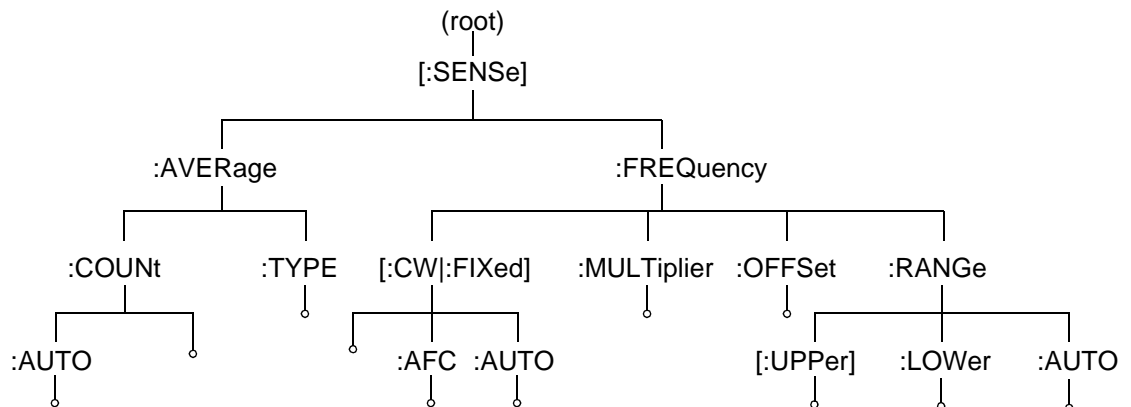 (root)
[:SENSe]
:AVERage :FREQuency
:COUNt :TYPE [:CW|:FIXed] :MULTiplier :OFFSet :RANGe
:AUTO :AFC :AUTO [:UPPer] :LOWer :AUTO